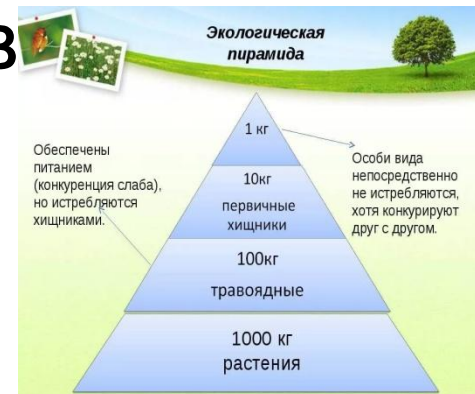 В
Экологическая
пирамида
1 кг
Обеспечены
питанием
(конкуренция слаба),
но истребляются
хищниками.
Особи вида
непосредственно
не истребляются,
хотя конкурируют
друг с другом.
10кг
первичные
хищники
100кг
травоядные
1000 кг
растения